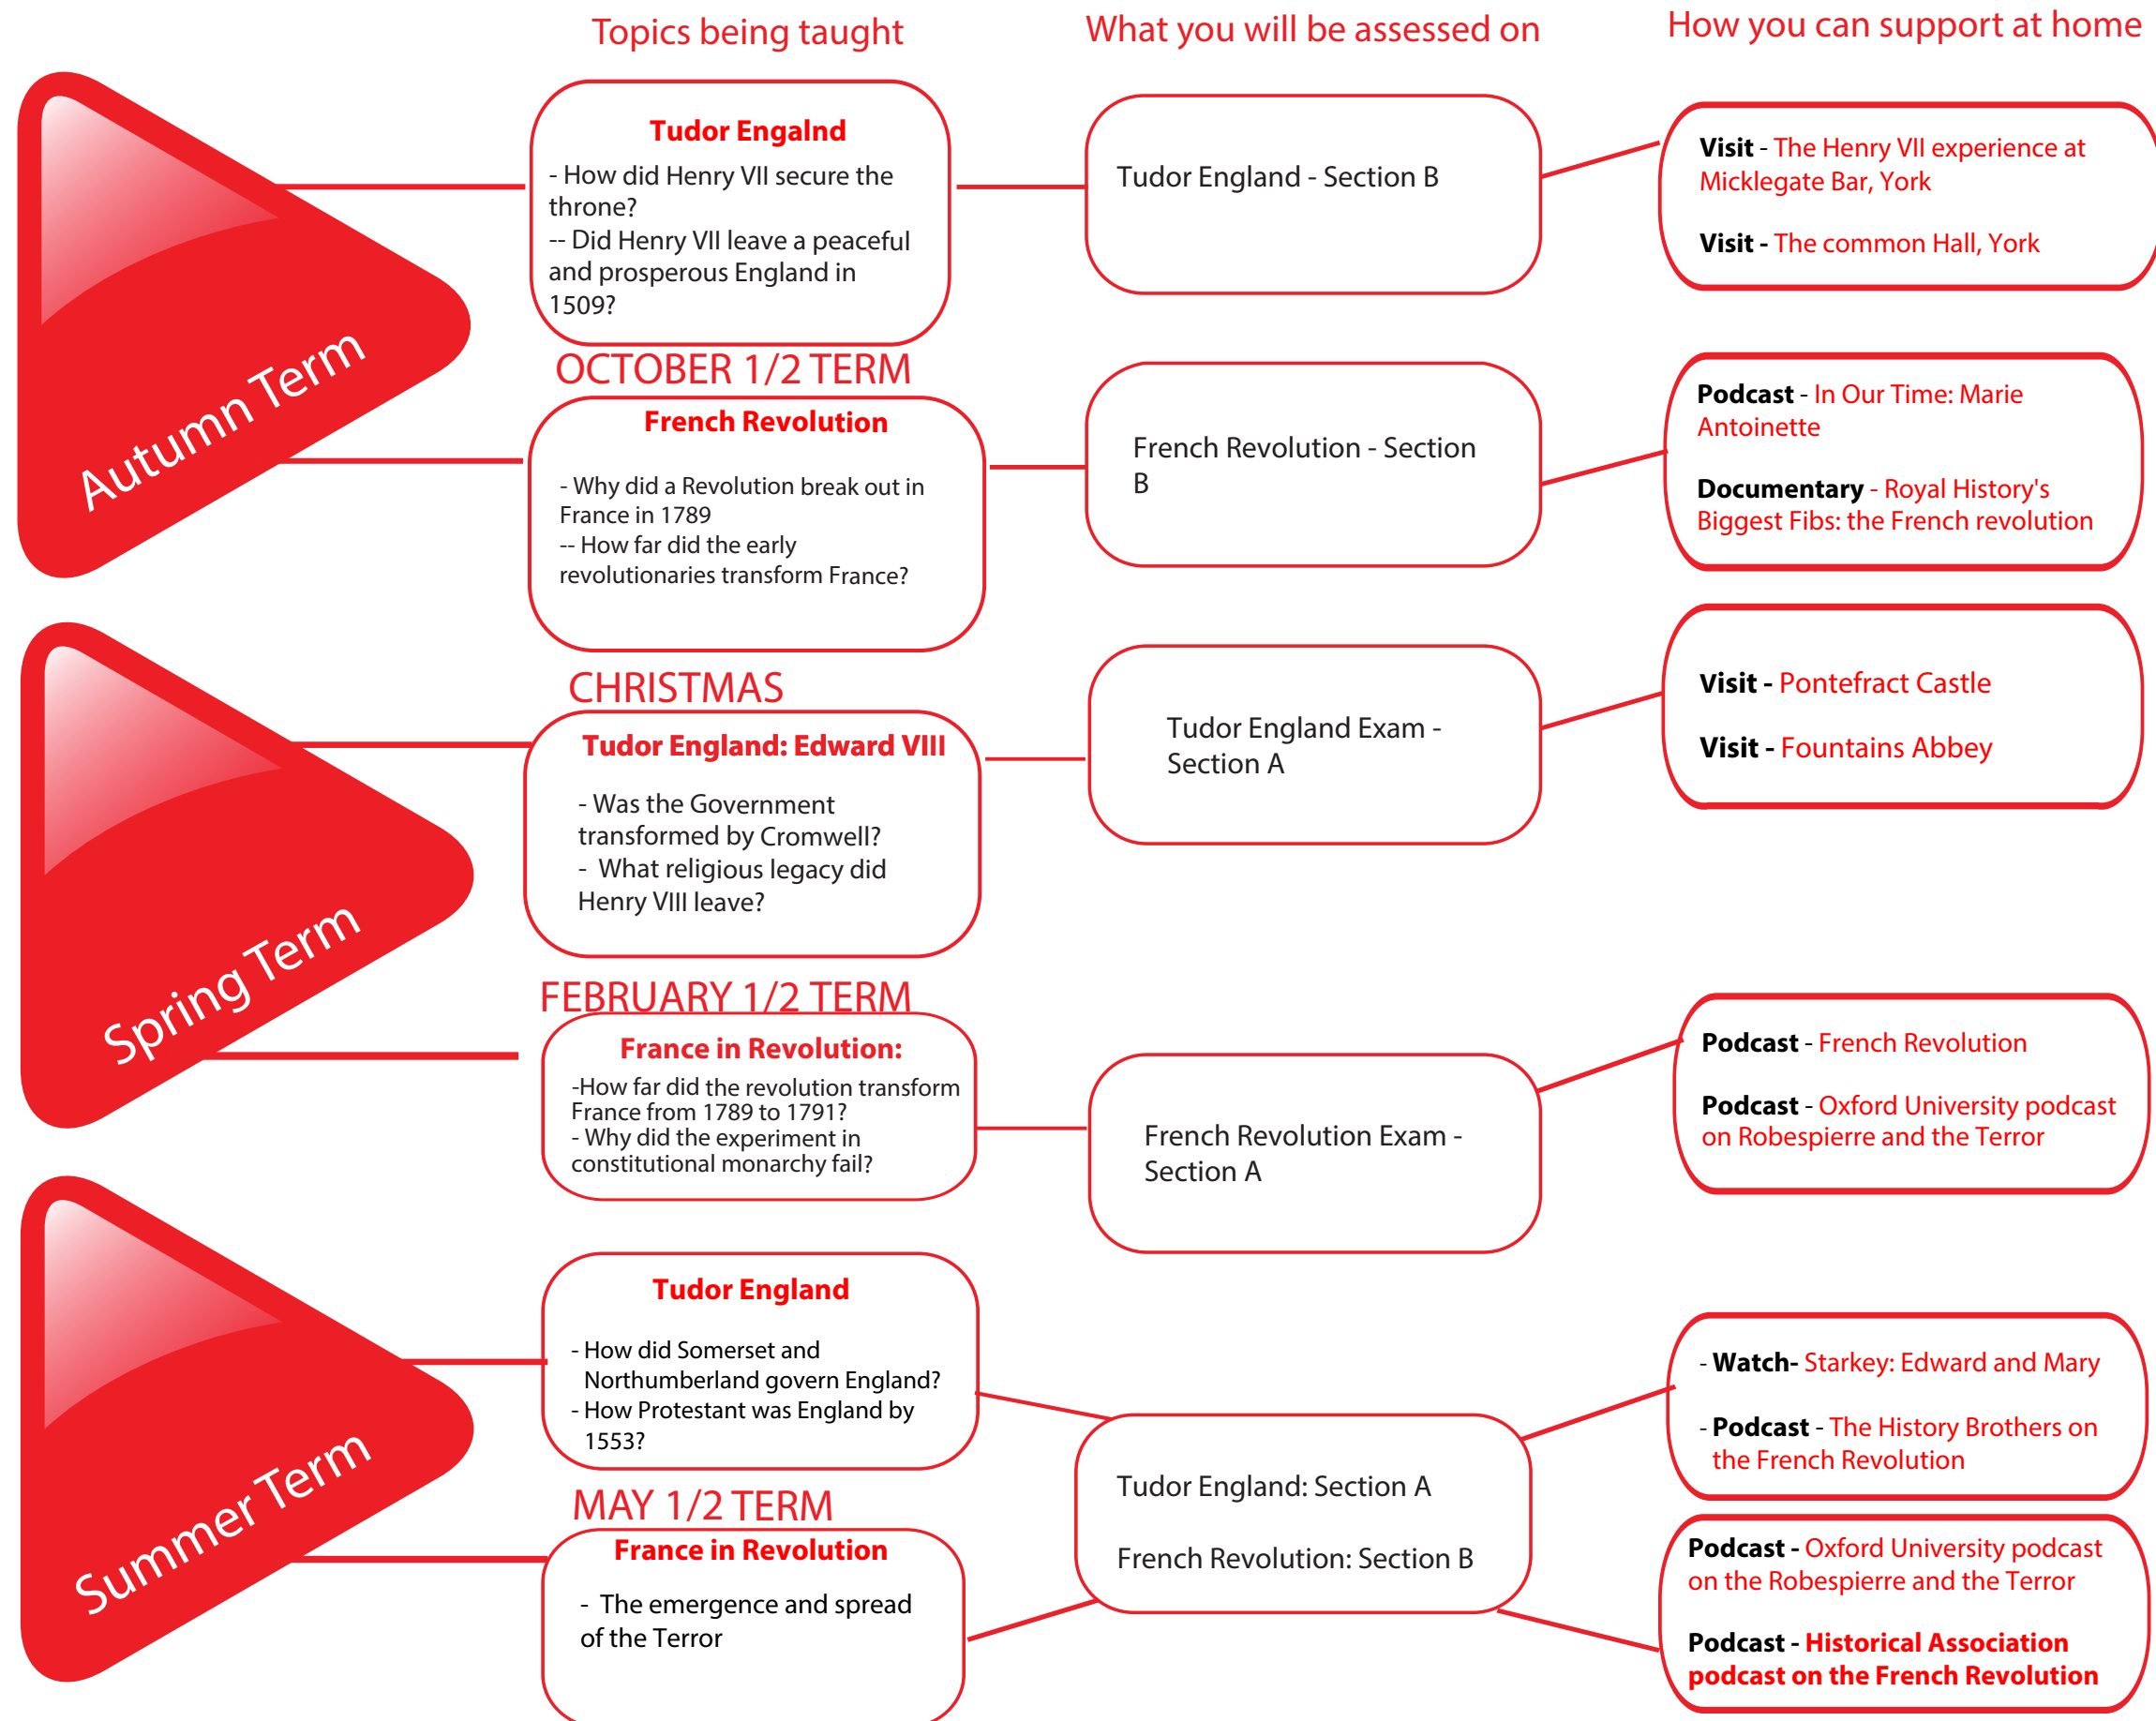 Topics being taught
What you will be assessed on
How you can support at home
Autumn Term
Tudor Engalnd
- How did Henry VII secure the
throne?
-- Did Henry VII leave a peaceful
and prosperous England in
1509?
Tudor England - Section B
Visit - The Henry VII experience at
Micklegate Bar, York
Visit - The common Hall, York
OCTOBER 1/2 TERM
French Revolution
- Why did a Revolution break out in
France in 1789
-- How far did the early
revolutionaries transform France?
French Revolution - Section
B
Podcast - In Our Time: Marie
Antoinette
Documentary - Royal History's
Biggest Fibs: the French revolution
Spring Term
CHRISTMAS
Tudor England: Edward VIII
- Was the Government
transformed by Cromwell?
- What religious legacy did
Henry VIII leave?
Tudor England Exam -
Section A
Visit - Pontefract Castle
Visit - Fountains Abbey
FEBRUARY 1/2 TERM
France in Revolution:
-How far did the revolution transform
France from 1789 to 1791?
- Why did the experiment in
constitutional monarchy fail?
French Revolution Exam -
Section A
Podcast - French Revolution
Podcast - Oxford University podcast
on Robespierre and the Terror
Summer Term
Tudor England
- How did Somerset and
Northumberland govern England?
- How Protestant was England by
1553?
MAY 1/2 TERM
France in Revolution
- The emergence and spread
of the Terror
Tudor England: Section A
French Revolution: Section B
- Watch- Starkey: Edward and Mary
- Podcast - The History Brothers on
the French Revolution
Podcast - Oxford University podcast
on the Robespierre and the Terror
Podcast - Historical Association
podcast on the French Revolution